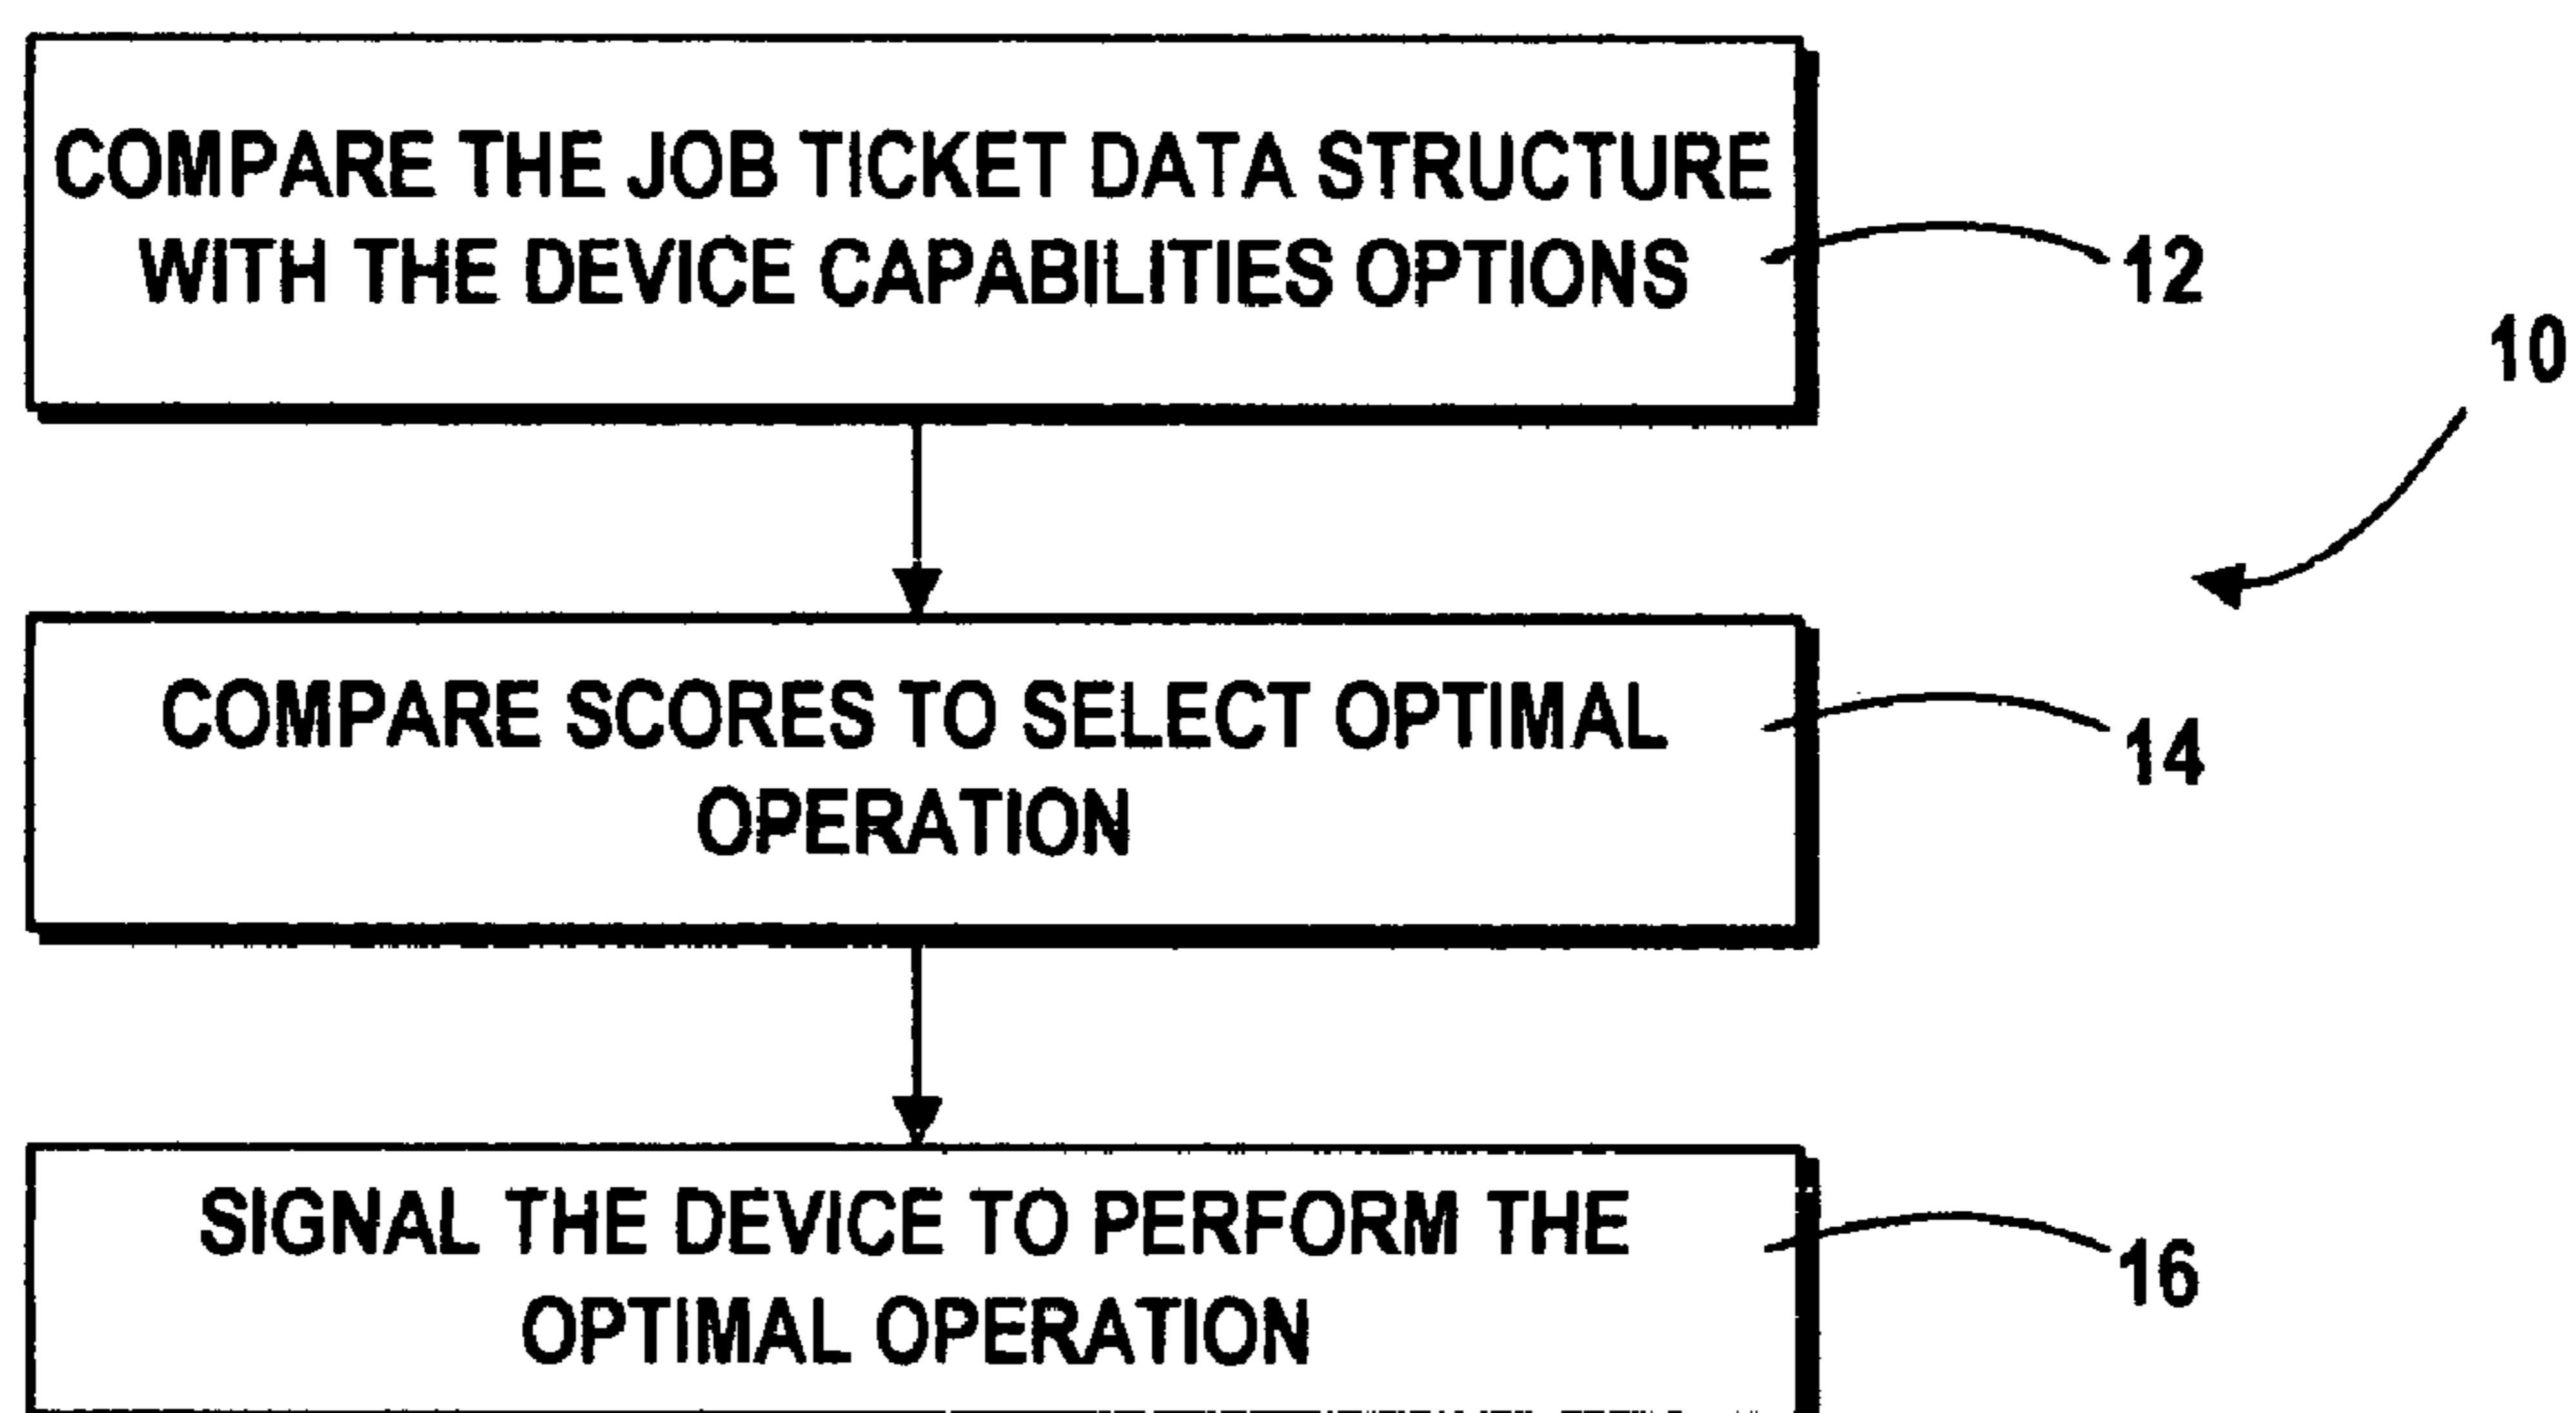 COMPARE THE JOB TICKET DATA STRUCTURE
WITH THE DEVICE CAPABILITIES OPTIONS
12
10
COMPARE SCORES TO SELECT OPTIMAL
OPERATION
14
SIGNAL THE DEVICE TO PERFORM THE
OPTIMAL OPERATION
16